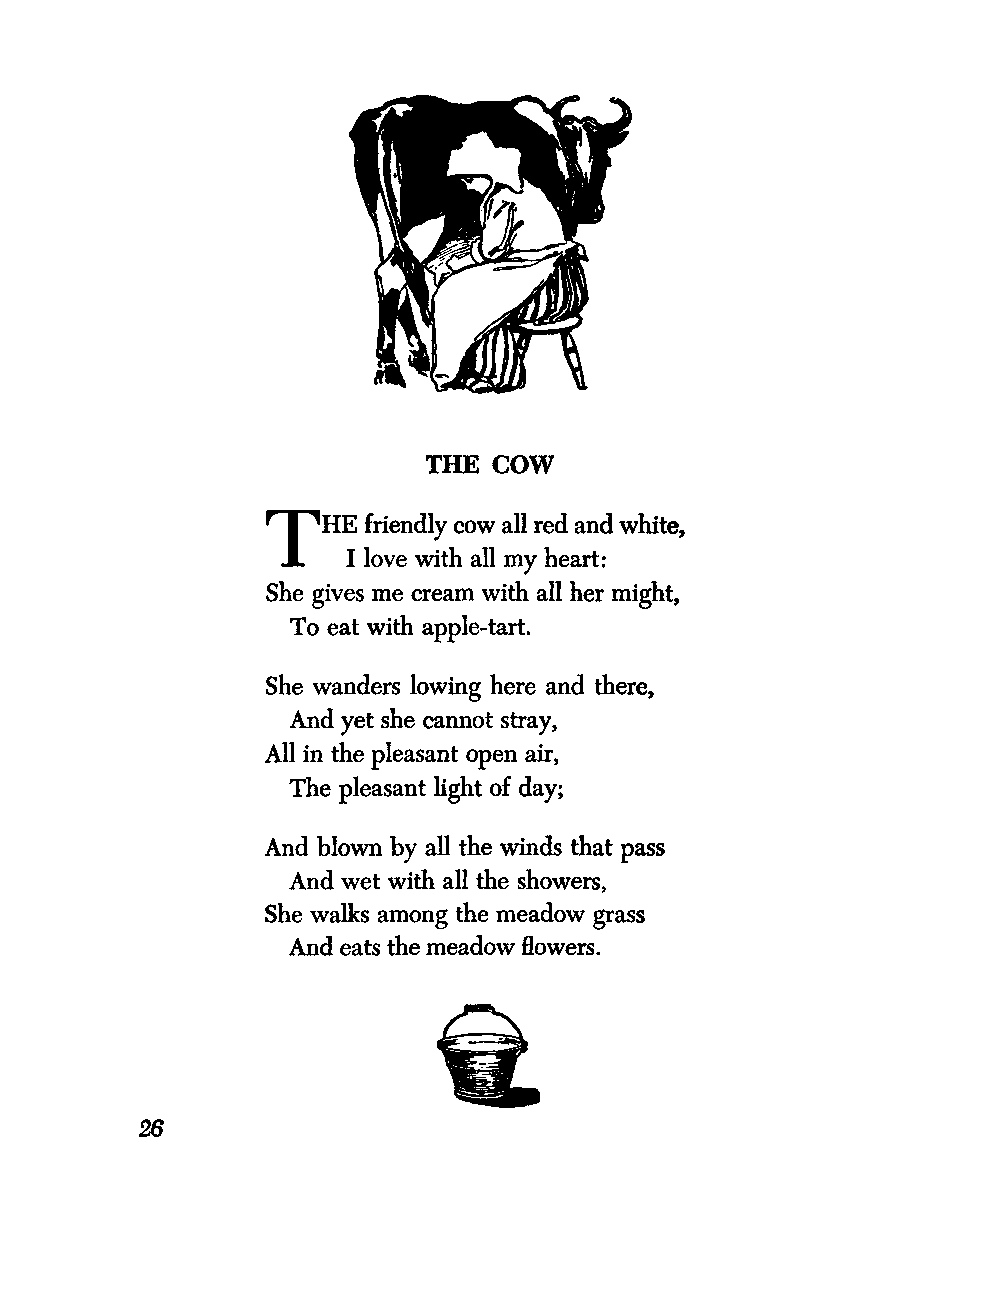 THE COW
THE friendly cow all red and white,
I love with all my heart:
She gives me cream with all her might,
To eat with apple-tart.
She wanders lowing here and there,
And yet she cannot stray,
All in the pleasant open air,
The pleasant light of day;
And blown by all the winds that pass
And wet with all the showers,
She walks among the meadow grass
And eats the meadow flowers.
26